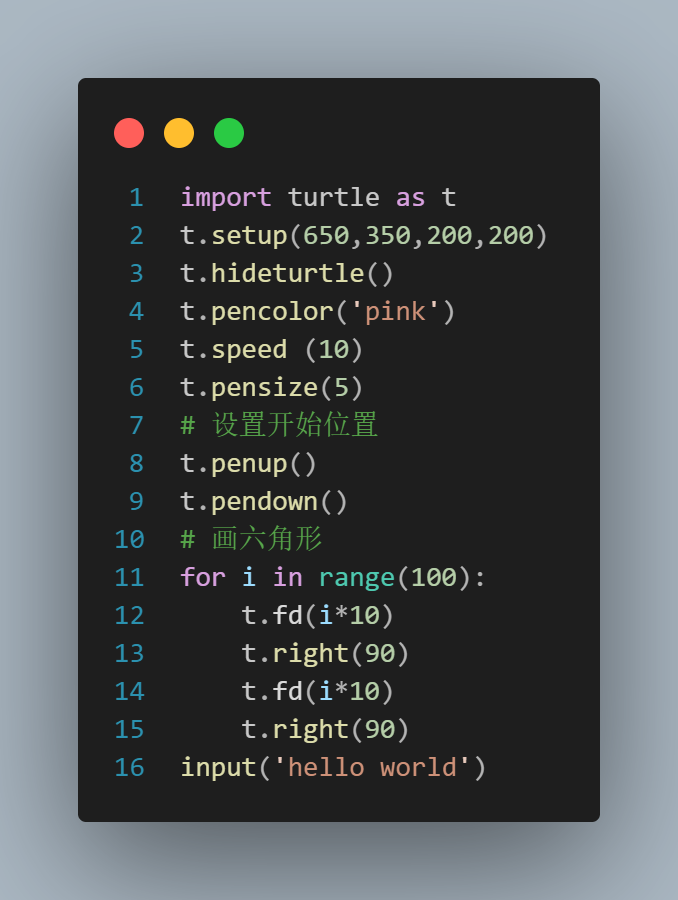 1 import turtle as t
2 t.setup(650,350,200,200)
3 t.hideturtle()
4 t.pencolor('pink')
5 t.speed (10)
6 t.pensize(5)
7 # 设置开始位置
8 t.penup()
9 t.pendown()
10 # 画六角形
11 for i in range(100):
12     t.fd(i*10)
13     t.right(90)
14     t.fd(i*10)
15     t.right(90)
16 input('hello world')